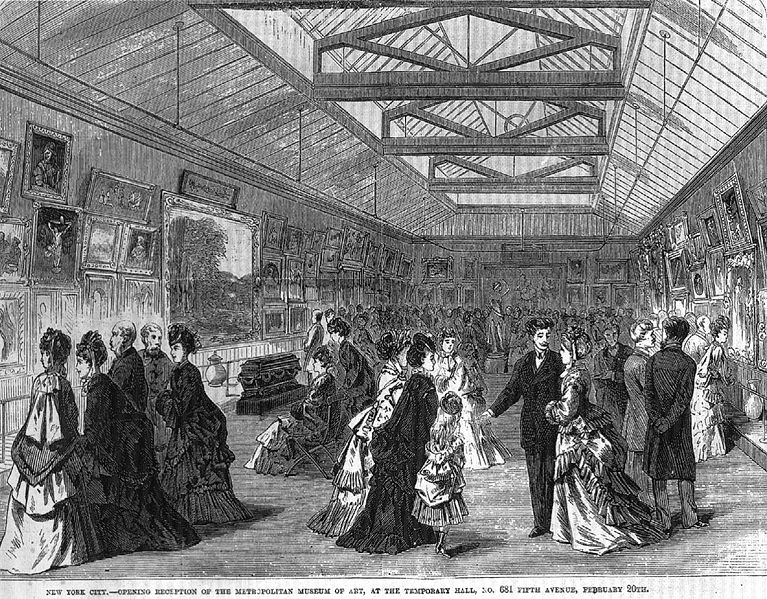 NEW YORK CITY.—OPENING RECEPTION OF THE METROPOLITAN MUSEUM OF ART, AT THE TEMPORARY HALL, NO. 681 FIFTH AVENUE, FEBRUARY 20TH.